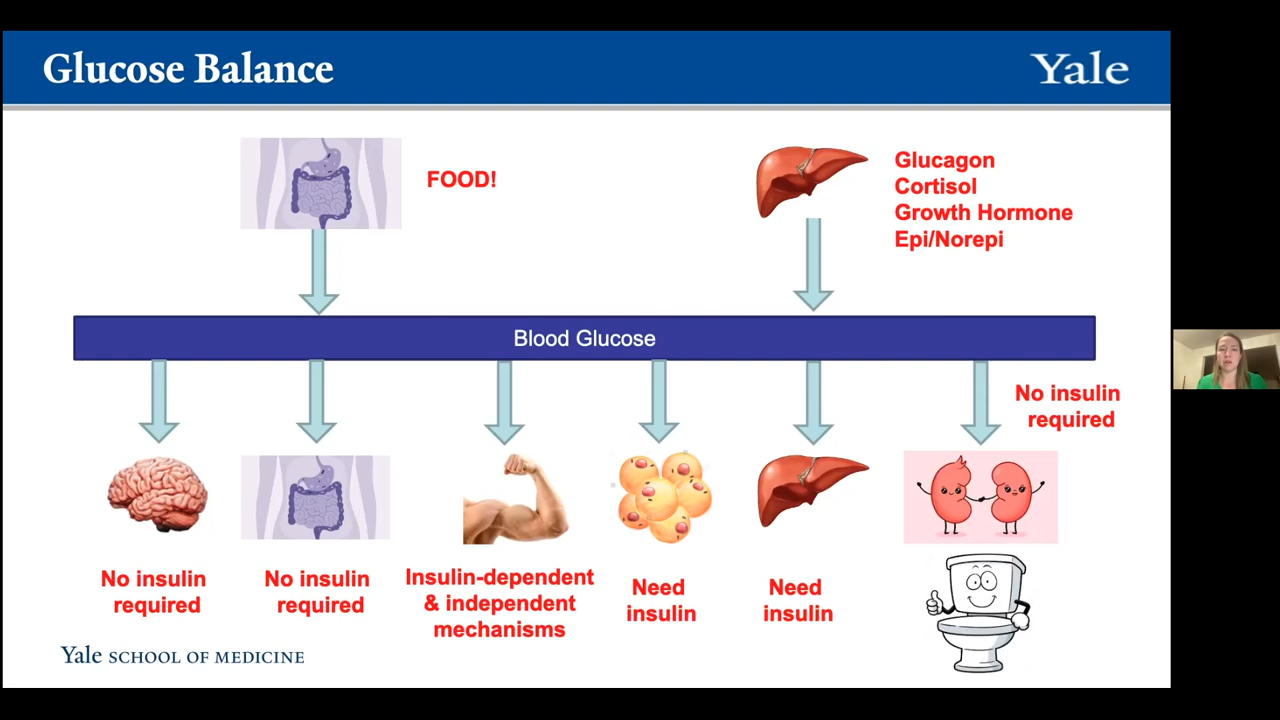 Glucose Balance
Yale
FOOD!
Glucagon
Cortisol
Growth Hormone
Epi/Norepi
Blood Glucose
No insulin
required
No insulin
required
No insulin
required
Insulin-dependent
& independent
mechanisms
Need
insulin
Need
insulin
Yale SCHOOL OF MEDICINE